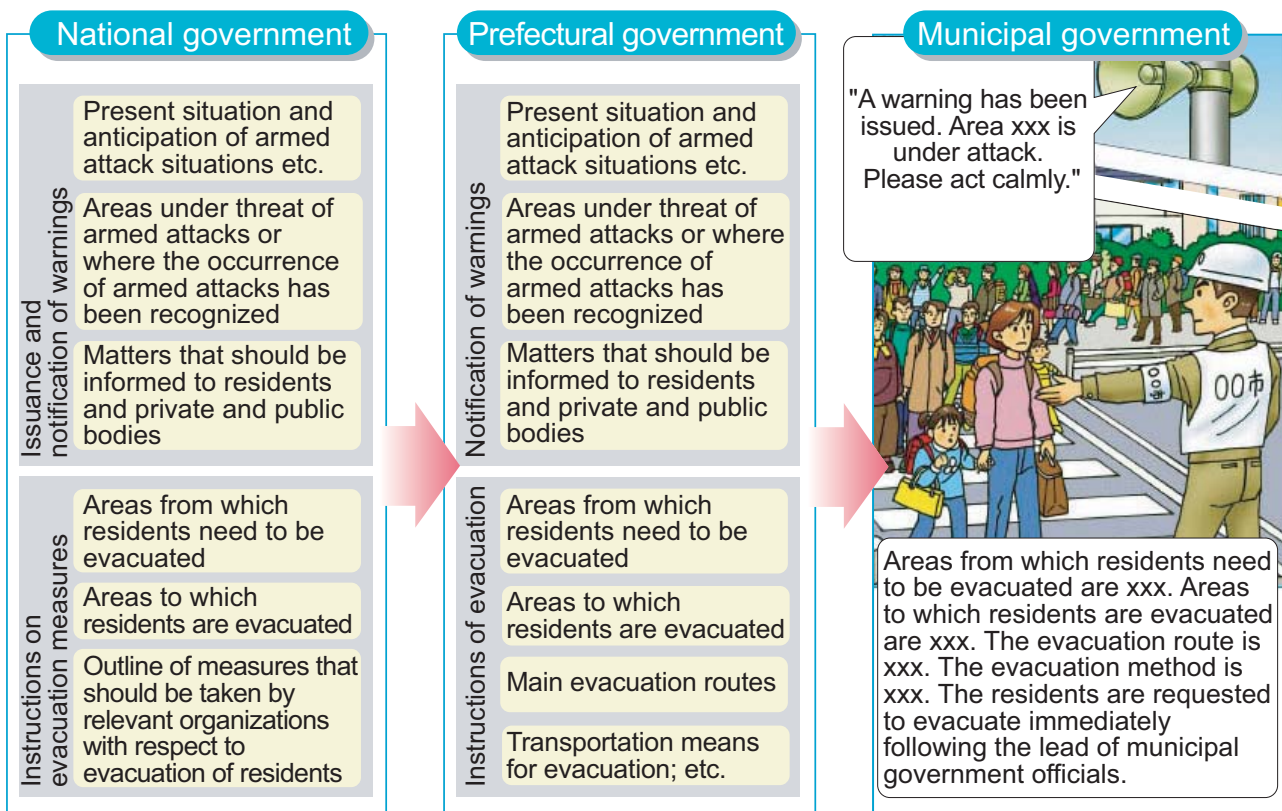 National government
Issuance and
notification of warnings
Present situation and
anticipation of armed
attack situations etc.
Areas under threat of
armed attacks or
where the occurrence
of armed attacks has
been recognized
Matters that should be
informed to residents
and private and public
bodies
Instructions on
evacuation measures
Areas from which
residents need to be
evacuated
Areas to which
residents are evacuated
Outline of measures that
should be taken by
relevant organizations
with respect to
evacuation of residents
Prefectural government
Notification of warnings
Present situation and
anticipation of armed
attack situations etc.
Areas under threat of
armed attacks or where
the occurrence of
armed attacks has
been recognized
Matters that should be
informed to residents
and private and public
bodies
Instructions of evacuation
Areas from which
residents need to be
evacuated
Areas to which
residents are evacuated
Main evacuation routes
Transportation means
for evacuation; etc.
Municipal government
"A warning has been
issued. Area xxx is
under attack.
Please act calmly."
○○市
○○市
Areas from which residents need
to be evacuated are xxx. Areas
to which residents are evacuated
are xxx. The evacuation route is
xxx. The evacuation method is
xxx. The residents are requested
to evacuate immediately
following the lead of municipal
government officials.